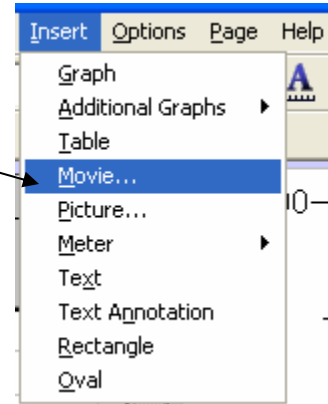 Insert Options Page Help
Graph
A
Additional Graphs
Table
Movie...
Picture...
Meter
Text
Text Annotation
Rectangle
Oval